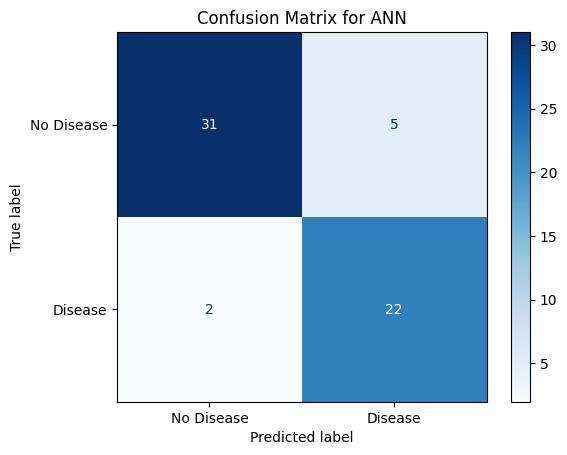 Confusion Matrix for ANN
No Disease
31
5
30
25
20
15
10
5
True label
Disease
2
22
No Disease
Disease
Predicted label